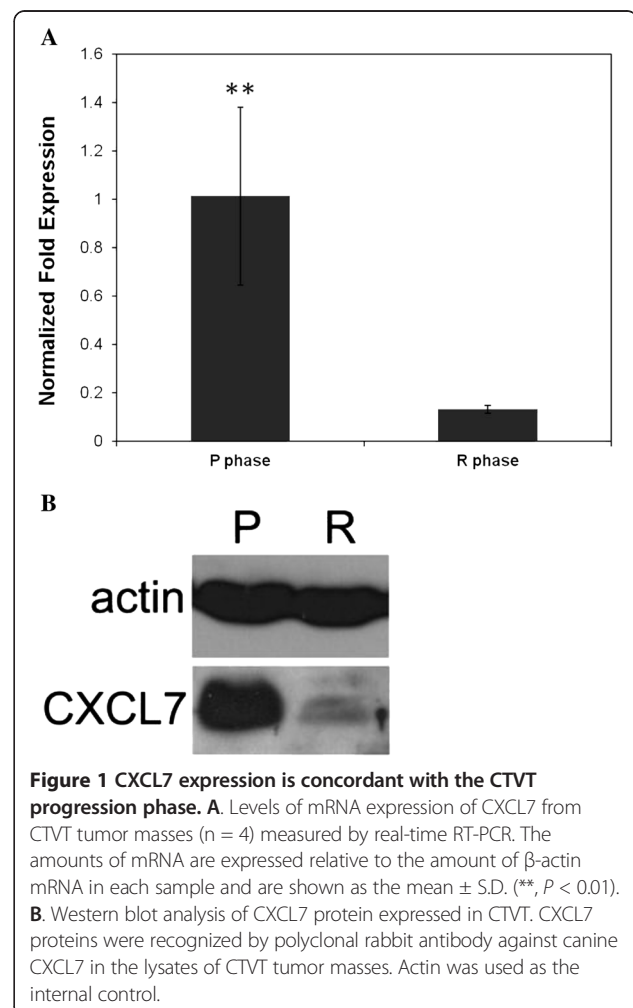 A
Normalized Fold Expression
1.6
1.4
1.2
1
0.8
0.6
0.4
0.2
0
**
P phase
R phase
B
P R
actin
CXCL7
Figure 1 CXCL7 expression is concordant with the CTVT
progression phase. A. Levels of mRNA expression of CXCL7 from
CTVT tumor masses (n = 4) measured by real-time RT-PCR. The
amounts of mRNA are expressed relative to the amount of β-actin
mRNA in each sample and are shown as the mean ± S.D. (**, P < 0.01).
B. Western blot analysis of CXCL7 protein expressed in CTVT. CXCL7
proteins were recognized by polyclonal rabbit antibody against canine
CXCL7 in the lysates of CTVT tumor masses. Actin was used as the
internal control.